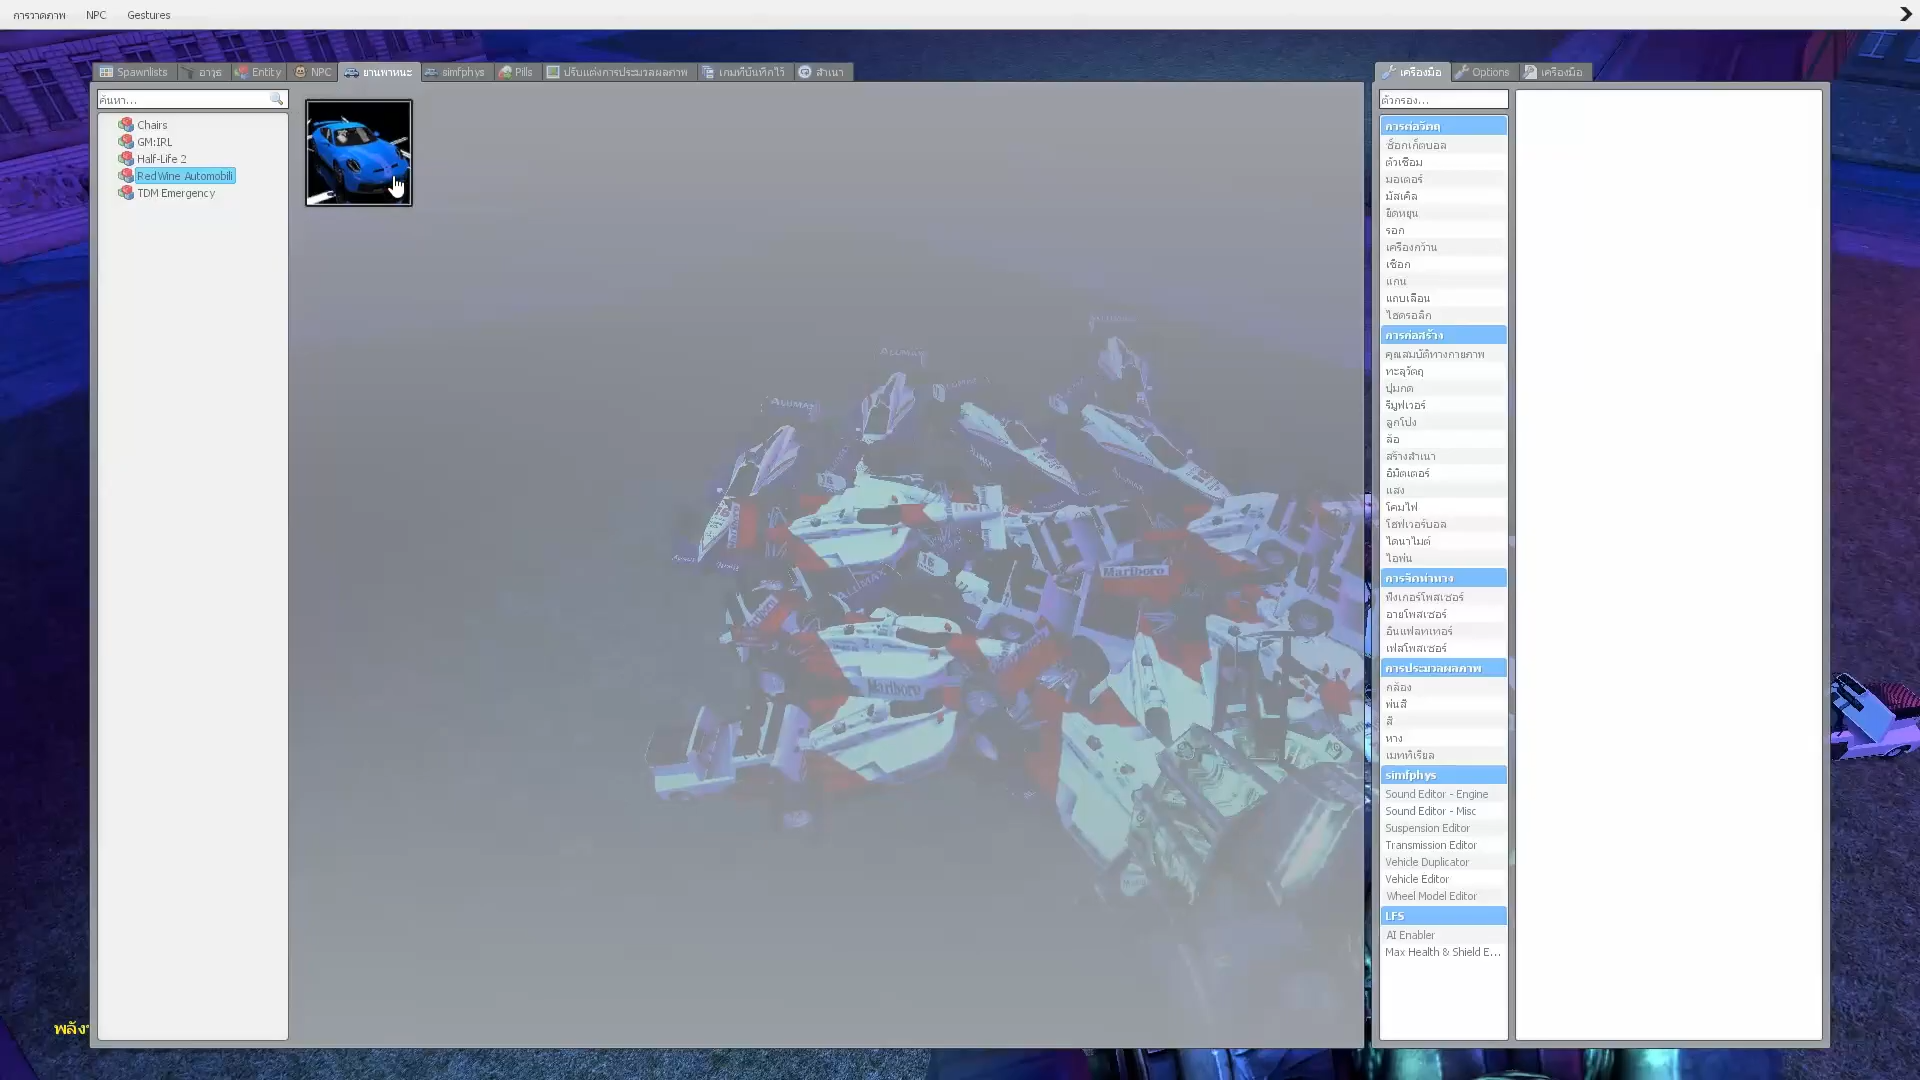 การวาดภาพ NPC Gestures
Spawnlists อาวุธ Entity NPC ยานพาหนะ simfphys Pills ปรับแต่งการประมวลผลภาพ เกมที่บันทึกไว้ สำเนา
เครื่องมือ Options เครื่องมือ
ค้นหา...
Chairs
GM:IRL
Half-Life 2
RedWine Automobili
TDM Emergency
ตัวกรอง...
การต่อวัตถุ
ซ็อกเก็ตบอล
ตัวเชื่อม
มอเตอร์
มัสเคิล
ยืดหยุ่น
รอก
เครื่องกว้าน
เชือก
แกน
แถบเลื่อน
ไฮดรอลิก
การก่อสร้าง
คุณสมบัติทางกายภาพ
ทะลุวัตถุ
ปุ่มกด
รีมูฟเวอร์
ลูกโป่ง
ล้อ
สร้างสำเนา
อิมิตเตอร์
แสง
โคมไฟ
โฮฟเวอร์บอล
ไดนาไมต์
ไอพ่น
การจัดท่าทาง
ฟิงเกอร์โพสเซอร์
อายโพสเซอร์
อินแฟลทเทอร์
เฟสโพสเซอร์
การประมวลผลภาพ
กล้อง
พ่นสี
สี
หาง
เมททีเรียล
simfphys
Sound Editor - Engine
Sound Editor - Misc
Suspension Editor
Transmission Editor
Vehicle Duplicator
Vehicle Editor
Wheel Model Editor
LFS
AI Enabler
Max Health & Shield E...
Marlboro
Marlboro
พลัง